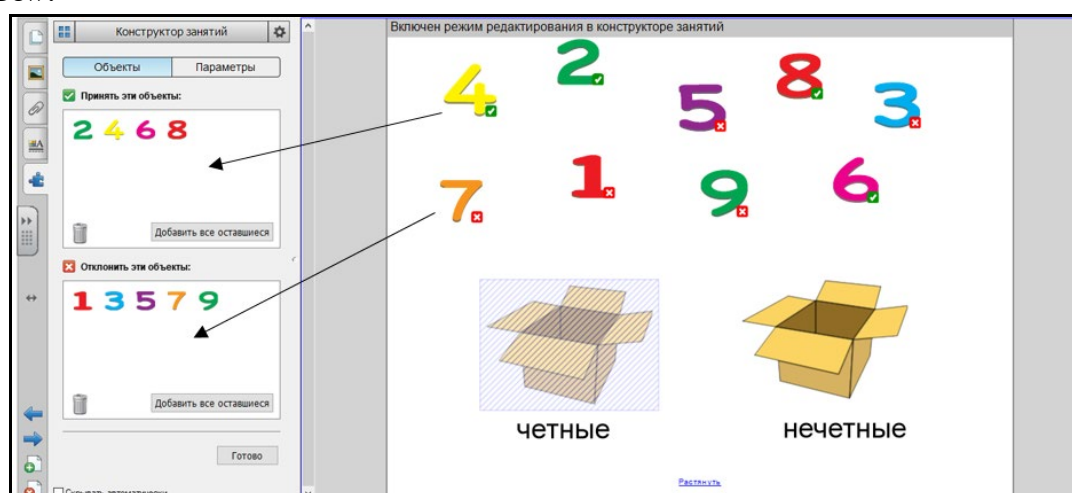 Конструктор занятий
Объекты Параметры
Принять эти объекты:
2 4 6 8
Добавить все оставшиеся
Отклонить эти объекты:
1 3 5 7 9
Добавить все оставшиеся
Готово
Скрывать автоматически
Включен режим редактирования в конструкторе занятий
4 2 5 8 3
7 1 9 6
четные нечетные
Растянуть